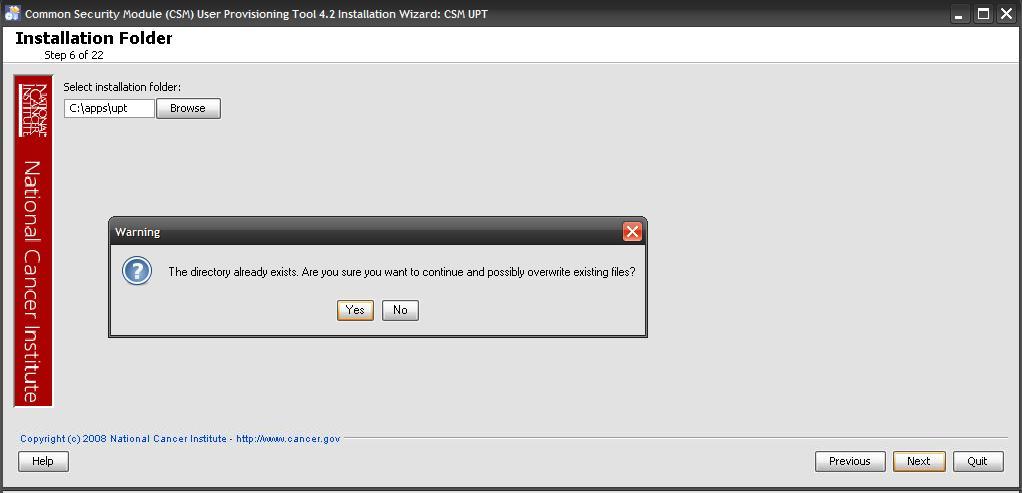 Common Security Module (CSM) User Provisioning Tool 4.2 Installation Wizard: CSM UPT
Installation Folder
Step 6 of 22
Select installation folder:
C:\apps\upt
Browse
NATIONAL
CANCER
INSTITUTE
National Cancer Institute
Warning
The directory already exists. Are you sure you want to continue and possibly overwrite existing files?
Yes
No
Copyright (c) 2008 National Cancer Institute - http://www.cancer.gov
Help
Previous
Next
Quit